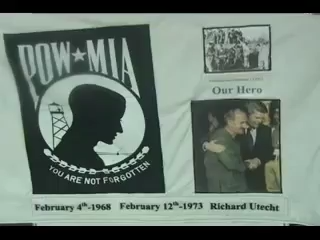 POW★MIA
Our Hero
YOU ARE NOT FORGOTTEN
February 4th-1968 February 12th-1973 Richard Utecht